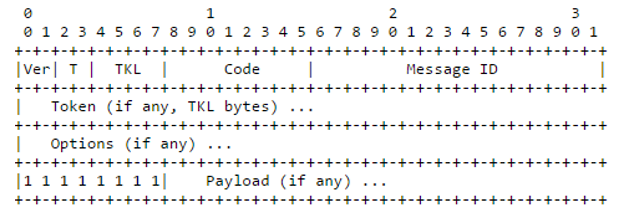 0                   1                   2                   3
 0 1 2 3 4 5 6 7 8 9 0 1 2 3 4 5 6 7 8 9 0 1 2 3 4 5 6 7 8 9 0 1
+-+-+-+-+-+-+-+-+-+-+-+-+-+-+-+-+-+-+-+-+-+-+-+-+-+-+-+-+-+-+-+-+
|Ver| T |  TKL  |      Code     |          Message ID           |
+-+-+-+-+-+-+-+-+-+-+-+-+-+-+-+-+-+-+-+-+-+-+-+-+-+-+-+-+-+-+-+-+
|   Token (if any, TKL bytes) ...
+-+-+-+-+-+-+-+-+-+-+-+-+-+-+-+-+-+-+-+-+-+-+-+-+-+-+-+-+-+-+-+-+
|   Options (if any) ...
+-+-+-+-+-+-+-+-+-+-+-+-+-+-+-+-+-+-+-+-+-+-+-+-+-+-+-+-+-+-+-+-+
|1 1 1 1 1 1 1 1|    Payload (if any) ...
+-+-+-+-+-+-+-+-+-+-+-+-+-+-+-+-+-+-+-+-+-+-+-+-+-+-+-+-+-+-+-+-+